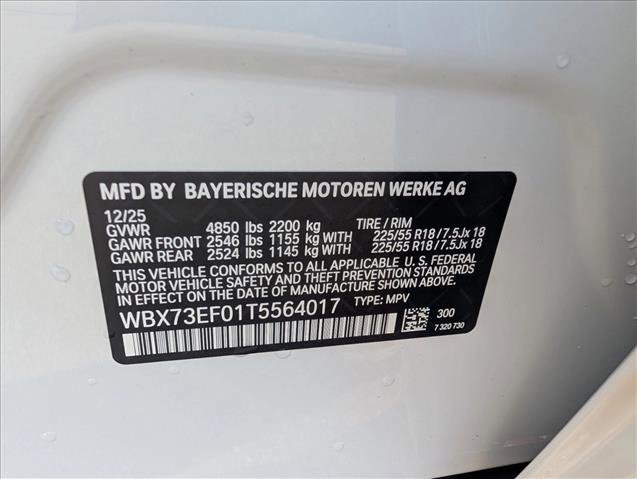 MFD BY BAYERISCHE MOTOREN WERKE AG
12/25
GVWR 4850 lbs 2200 kg TIRE / RIM
GAWR FRONT 2546 lbs 1155 kg WITH 225/55 R18 / 7.5Jx 18
GAWR REAR 2524 lbs 1145 kg WITH 225/55 R18 / 7.5Jx 18
THIS VEHICLE CONFORMS TO ALL APPLICABLE U. S. FEDERAL
MOTOR VEHICLE SAFETY AND THEFT PREVENTION STANDARDS
IN EFFECT ON THE DATE OF MANUFACTURE SHOWN ABOVE.
WBX73EF01T5564017 TYPE: MPV
300
7 320 730